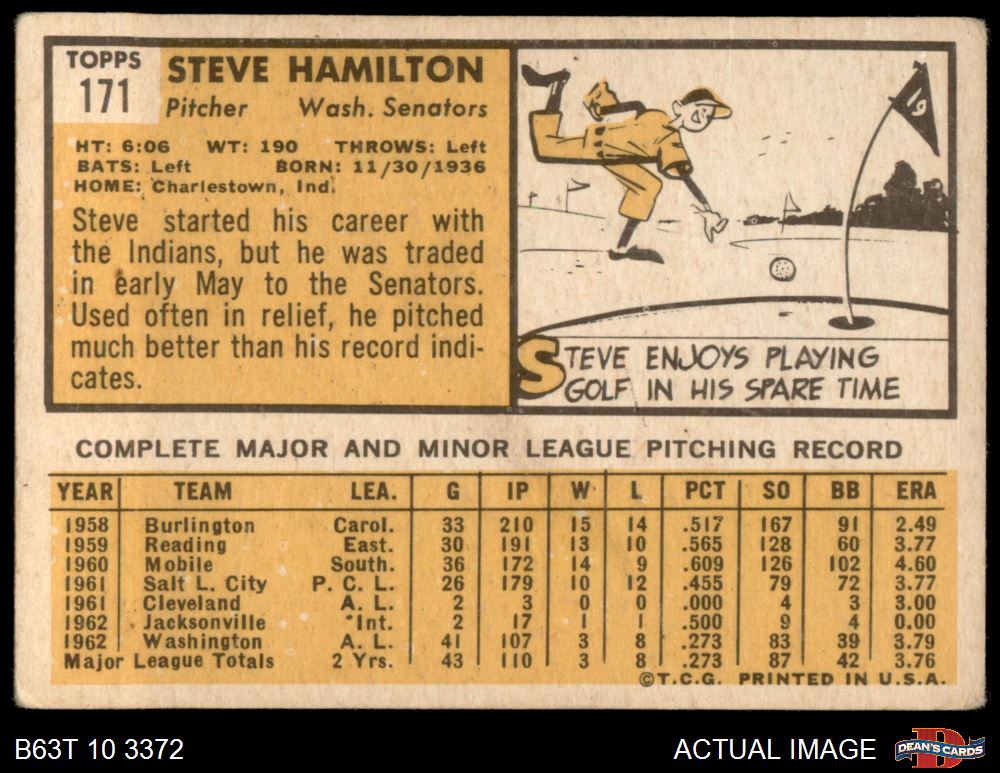 TOPPS
171
STEVE HAMILTON
Pitcher Wash. Senators
HT: 6:06 WT: 190 THROWS: Left
BATS: Left BORN: 11/30/1936
HOME: Charlestown, Ind.
Steve started his career with
the Indians, but he was traded
in early May to the Senators.
Used often in relief, he pitched
much better than his record indi-
cates.
19
STEVE ENJOYS PLAYING
GOLF IN HIS SPARE TIME
COMPLETE MAJOR AND MINOR LEAGUE PITCHING RECORD
YEAR TEAM LEA. G IP W L PCT SO BB ERA
1958 Burlington Carol. 33 210 15 14 .517 167 91 2.49
1959 Reading East. 30 191 13 10 .565 128 60 3.77
1960 Mobile South. 36 172 14 9 .609 126 102 4.60
1961 Salt L. City P. C. L. 26 179 10 12 .455 79 72 3.77
1961 Cleveland A. L. 2 3 0 0 .000 4 3 3.00
1962 Jacksonville Int. 2 17 1 1 .500 9 4 0.00
1962 Washington A. L. 41 107 3 8 .273 83 39 3.79
Major League Totals 2 Yrs. 43 110 3 8 .273 87 42 3.76
©T.C.G. PRINTED IN U.S.A.
B63T 10 3372
ACTUAL IMAGE
DEAN'S CARDS